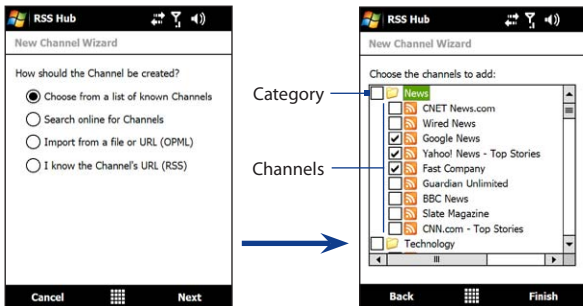 RSS Hub
New Channel Wizard
How should the Channel be created?
Choose from a list of known Channels
Search online for Channels
Import from a file or URL (OPML)
I know the Channel's URL (RSS)
Cancel
Next
Category
Channels
RSS Hub
New Channel Wizard
Choose the channels to add:
News
CNET News.com
Wired News
Google News
Yahoo! News - Top Stories
Fast Company
Guardian Unlimited
BBC News
Slate Magazine
CNN.com - Top Stories
Technology
Back
Finish